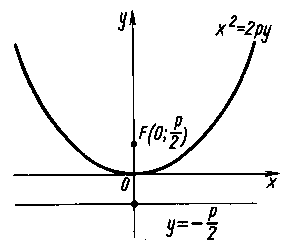 y
x²=2py
F(0; p/2)
0
x
y=-p/2